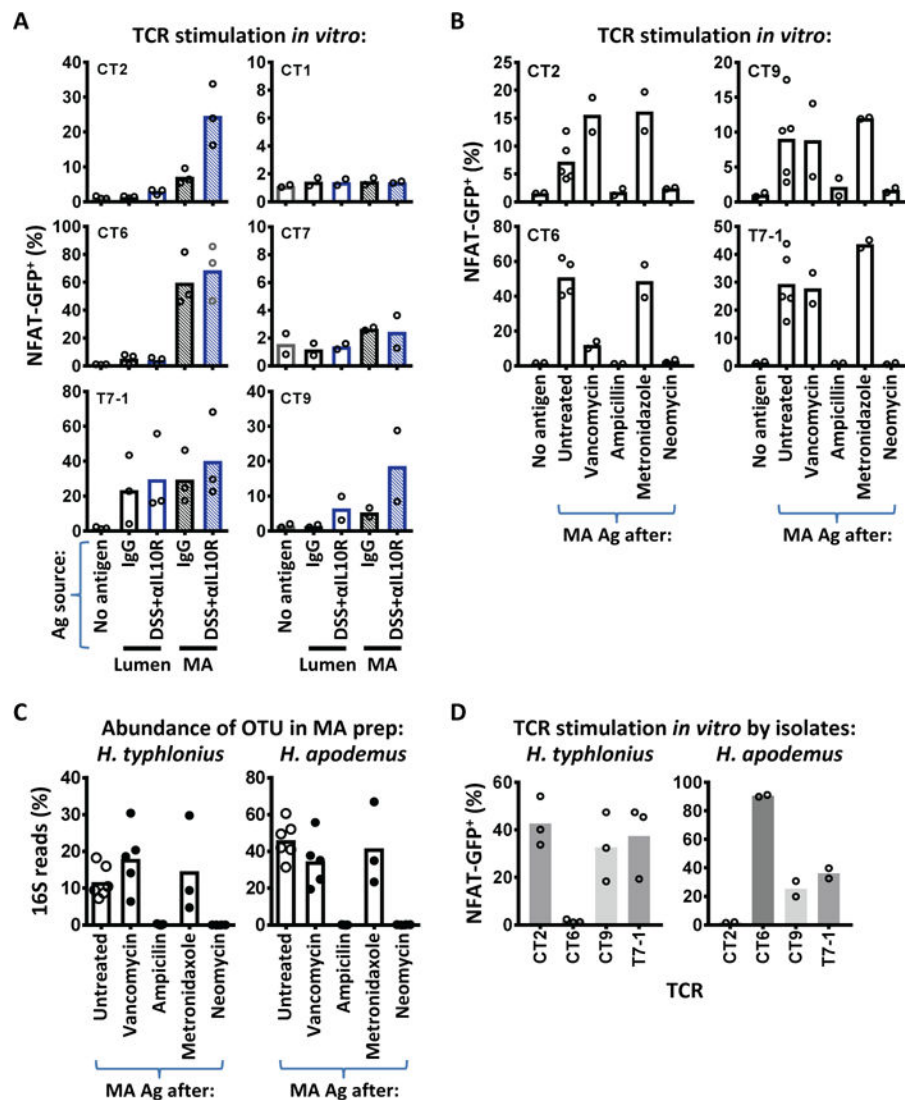 A
TCR stimulation in vitro:
CT2
40
30
20
10
0
CT1
10
8
6
4
2
0
NFAT-GFP+ (%)
CT6
100
80
60
40
20
0
CT7
10
8
6
4
2
0
T7-1
100
80
60
40
20
0
CT9
40
30
20
10
0
Ag source:
No antigen
IgG
DSS+αIL10R
IgG
DSS+αIL10R
No antigen
IgG
DSS+αIL10R
IgG
DSS+αIL10R
Lumen MA
Lumen MA
B
TCR stimulation in vitro:
CT2
20
15
10
5
0
CT9
20
15
10
5
0
NFAT-GFP+ (%)
CT6
80
60
40
20
0
T7-1
50
40
30
20
10
0
No antigen
Untreated
Vancomycin
Ampicillin
Metronidazole
Neomycin
No antigen
Untreated
Vancomycin
Ampicillin
Metronidazole
Neomycin
MA Ag after:
MA Ag after:
C
Abundance of OTU in MA prep:
H. typhlonius H. apodemus
16S reads (%)
40
30
20
10
0
80
60
40
20
0
Untreated
Vancomycin
Ampicilin
Metronidaxole
Neomycin
Untreated
Vancomycin
Ampicilin
Metronidaxole
Neomycin
MA Ag after:
MA Ag after:
D
TCR stimulation in vitro by isolates:
H. typhlonius H. apodemus
NFAT-GFP+ (%)
60
40
20
0
100
80
60
40
20
0
CT2
CT6
CT9
T7-1
CT2
CT6
CT9
T7-1
TCR